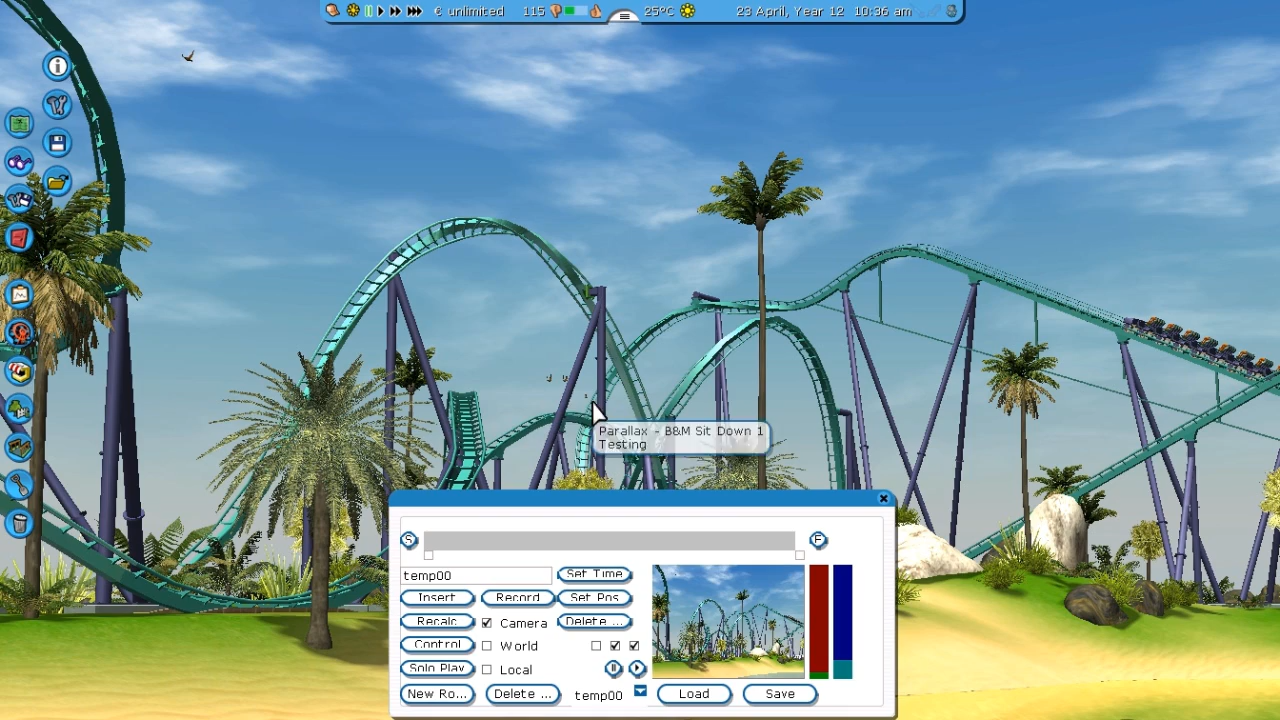 € unlimited 115 25°C 23 April, Year 12 10:36 am
Parallax - B&M Sit Down 1
Testing
S F
temp00 Set Time
Insert Record Set Pos
Recalc Camera Delete ...
Control World
Solo Play Local
New Ro... Delete ... temp00 Load Save